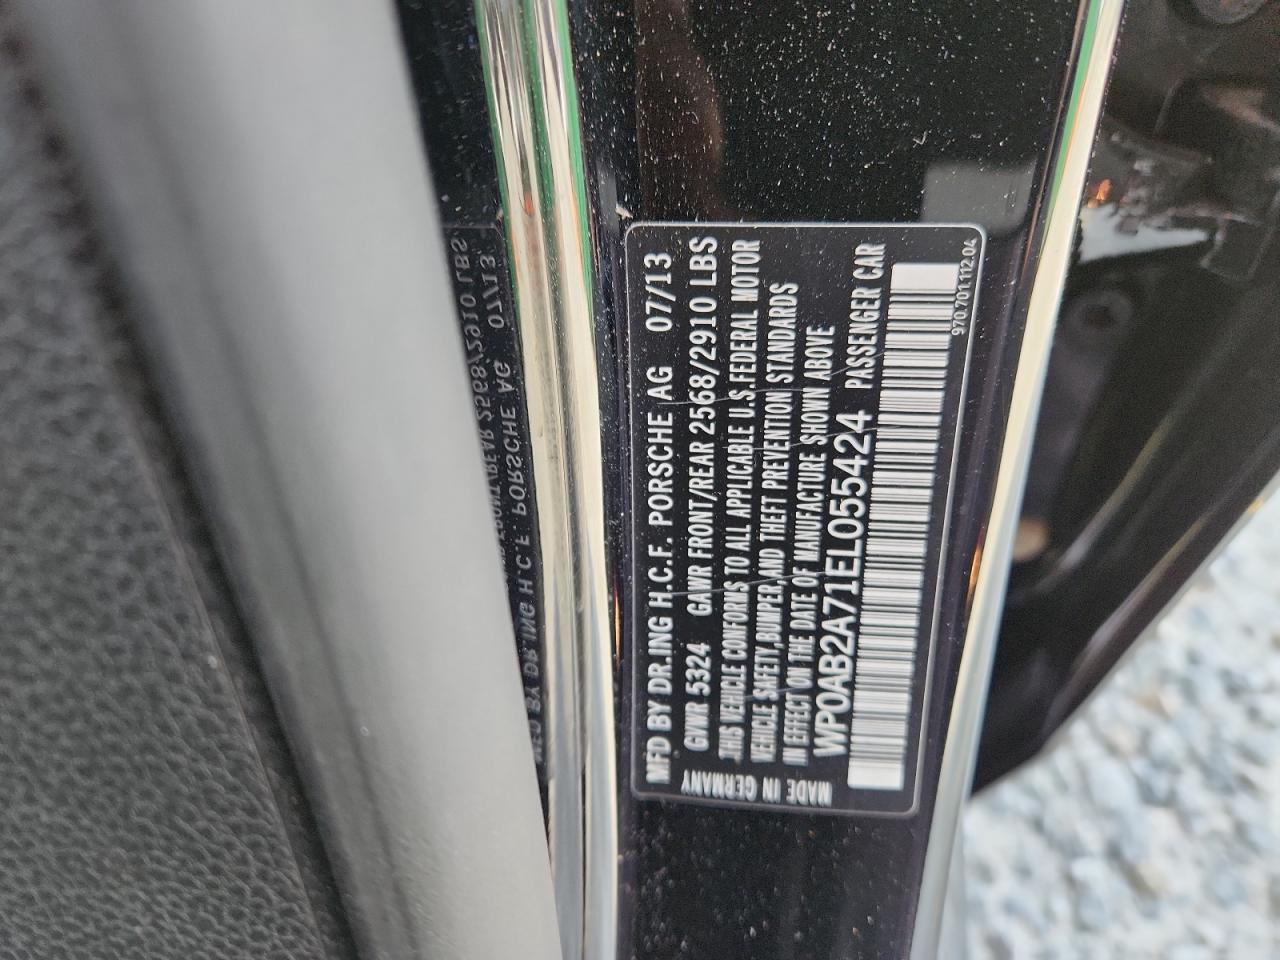 MFD BY DR.ING H.C.F. PORSCHE AG 07/13
GVWR 5324 GAWR FRONT/REAR 2568/2910 LBS
THIS VEHICLE CONFORMS TO ALL APPLICABLE U.S.FEDERAL MOTOR
VEHICLE SAFETY,BUMPER,AND THEFT PREVENTION STANDARDS
IN EFFECT ON THE DATE OF MANUFACTURE SHOWN ABOVE
WP0AB2A71EL055424 PASSENGER CAR
970.701.112.04
MADE IN GERMANY